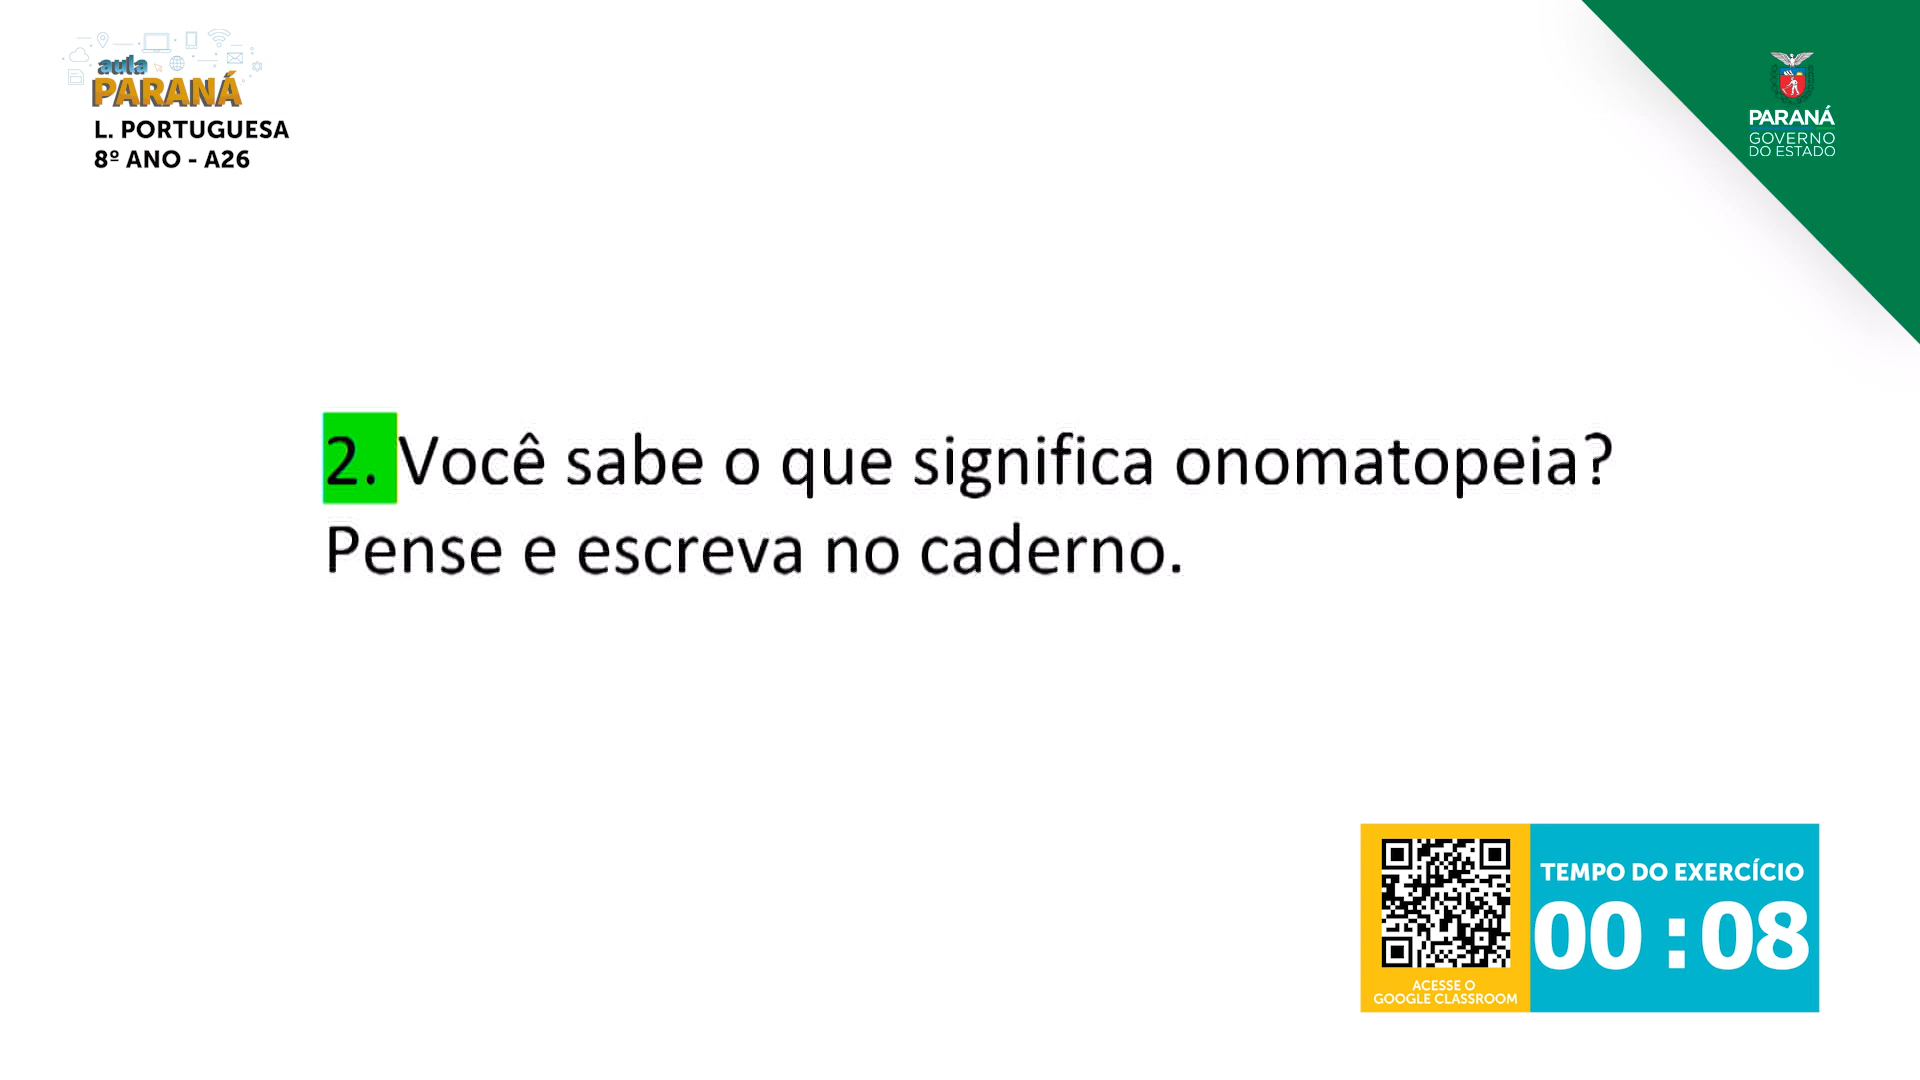 aula
PARANÁ
L. PORTUGUESA
8º ANO - A26
PARANÁ
GOVERNO
DO ESTADO
2. Você sabe o que significa onomatopeia?
Pense e escreva no caderno.
TEMPO DO EXERCÍCIO
00 : 08
ACESSE O
GOOGLE CLASSROOM